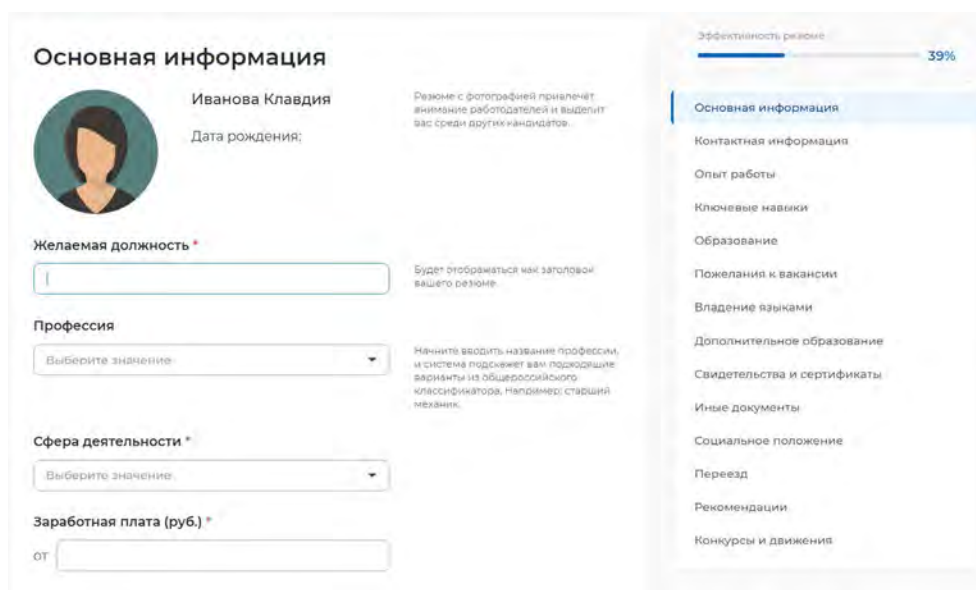 Основная информация
Иванова Клавдия
Дата рождения:
Резюме с фотографией привлечёт
внимание работодателей и выделит
вас среди других кандидатов.
Желаемая должность *
Будет отображаться как заголовок
вашего резюме.
Профессия
Выберите значение
Начните вводить название профессии,
и система подскажет вам подходящие
варианты из общероссийского
классификатора. Например: старший
механик.
Сфера деятельности *
Выберите значение
Заработная плата (руб.) *
от
Эффективность резюме
39%
Основная информация
Контактная информация
Опыт работы
Ключевые навыки
Образование
Пожелания к вакансии
Владение языками
Дополнительное образование
Свидетельства и сертификаты
Иные документы
Социальное положение
Переезд
Рекомендации
Конкурсы и движения